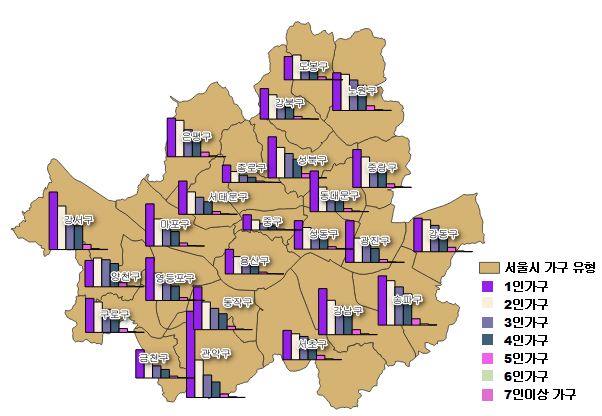 도봉구
노원구
강북구
은평구
성북구
종로구
중랑구
서대문구
동대문구
강서구
마포구
중구
성동구
광진구
강동구
용산구
양천구
영등포구
동작구
송파구
구로구
강남구
서초구
금천구
관악구
서울시 가구 유형
1인가구
2인가구
3인가구
4인가구
5인가구
6인가구
7인이상 가구